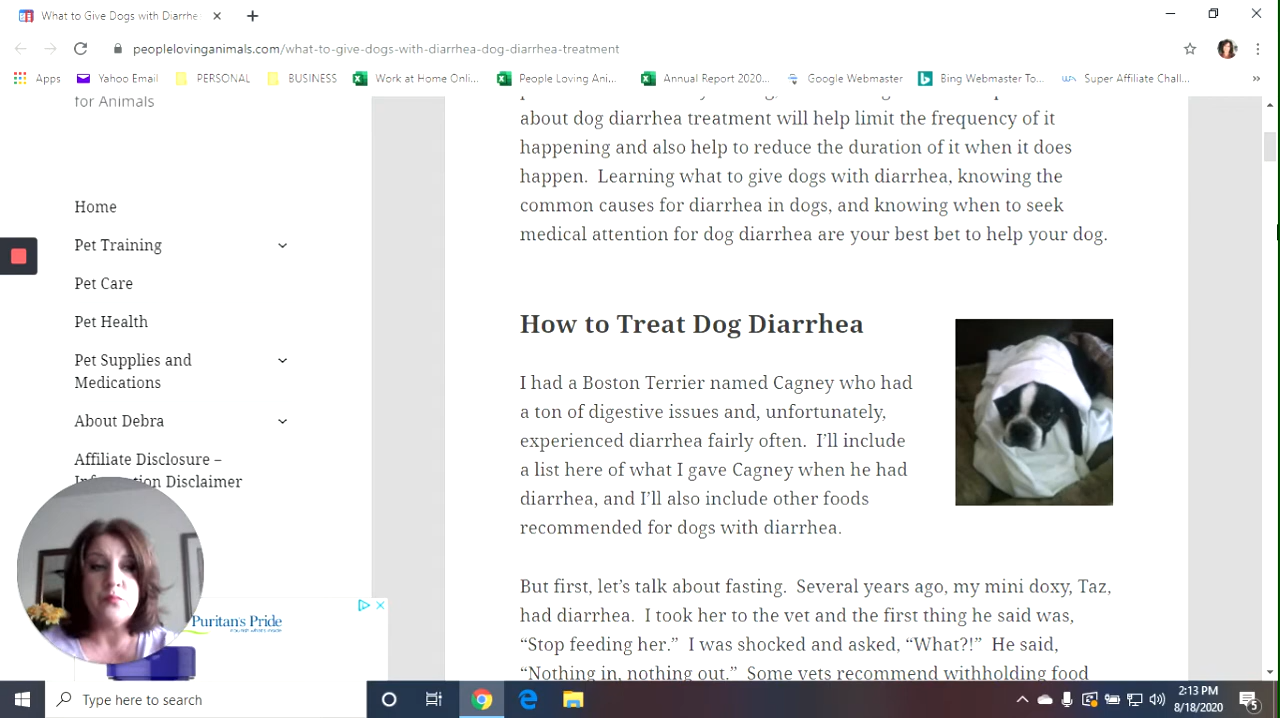 What to Give Dogs with Diarrhe
peoplelovinganimals.com/what-to-give-dogs-with-diarrhea-dog-diarrhea-treatment
Apps
Yahoo Email
PERSONAL
BUSINESS
Work at Home Onli...
People Loving Ani...
Annual Report 2020...
Google Webmaster
Bing Webmaster To...
Super Affiliate Chall...
»
for Animals
Home
Pet Training
Pet Care
Pet Health
Pet Supplies and
Medications
About Debra
Affiliate Disclosure –
Information Disclaimer
Puritan's Pride
about dog diarrhea treatment will help limit the frequency of it
happening and also help to reduce the duration of it when it does
happen.  Learning what to give dogs with diarrhea, knowing the
common causes for diarrhea in dogs, and knowing when to seek
medical attention for dog diarrhea are your best bet to help your dog.
How to Treat Dog Diarrhea
I had a Boston Terrier named Cagney who had
a ton of digestive issues and, unfortunately,
experienced diarrhea fairly often.  I'll include
a list here of what I gave Cagney when he had
diarrhea, and I'll also include other foods
recommended for dogs with diarrhea.
But first, let's talk about fasting.  Several years ago, my mini doxy, Taz,
had diarrhea.  I took her to the vet and the first thing he said was,
“Stop feeding her.”  I was shocked and asked, “What?!”  He said,
“Nothing in, nothing out.”  Some vets recommend withholding food
Type here to search
2:13 PM
8/18/2020
5